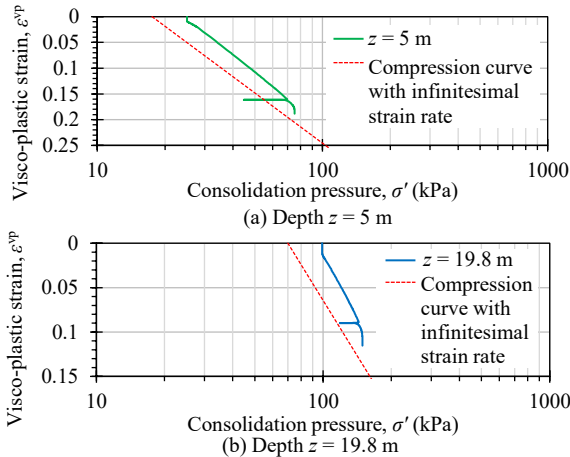 Visco-plastic strain, εᵛᵖ
0
0.05
0.1
0.15
0.2
0.25
z = 5 m
Compression curve
with infinitesimal
strain rate
10
100
1000
Consolidation pressure, σ′ (kPa)
(a) Depth z = 5 m
Visco-plastic strain, εᵛᵖ
0
0.05
0.1
0.15
z = 19.8 m
Compression
curve with
infinitesimal
strain rate
10
100
1000
Consolidation pressure, σ′ (kPa)
(b) Depth z = 19.8 m